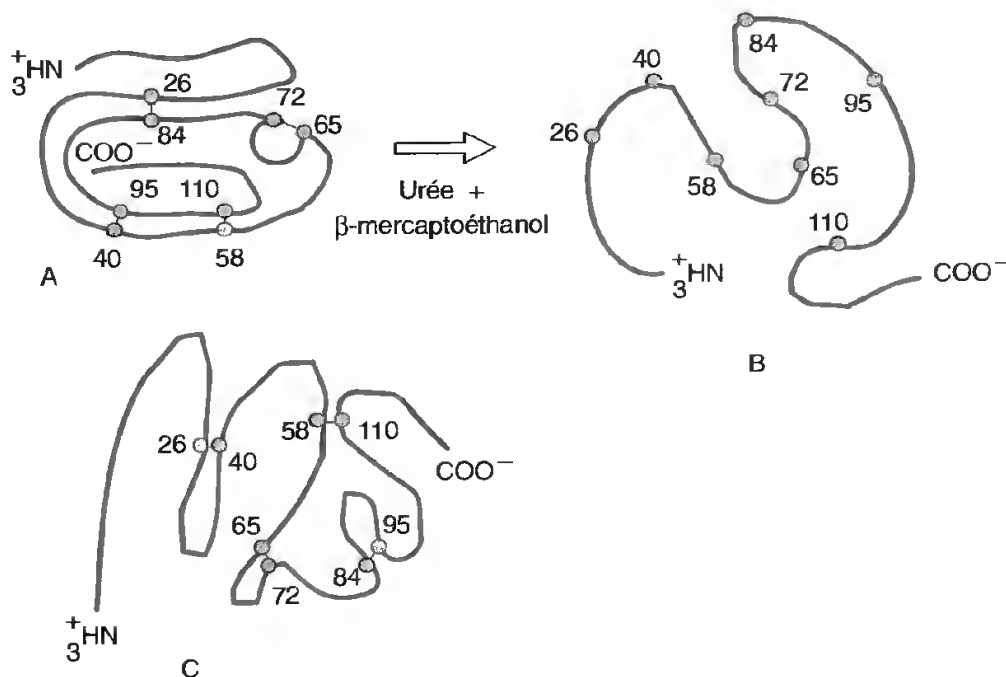 +
3HN
26
72
84
65
COO−
95 110
40 58
A
Urée +
β-mercaptoéthanol
84
40
72
95
26
58
65
110
+
3HN
COO−
B
58
110
26
40
COO−
65
95
84
72
+
3HN
C